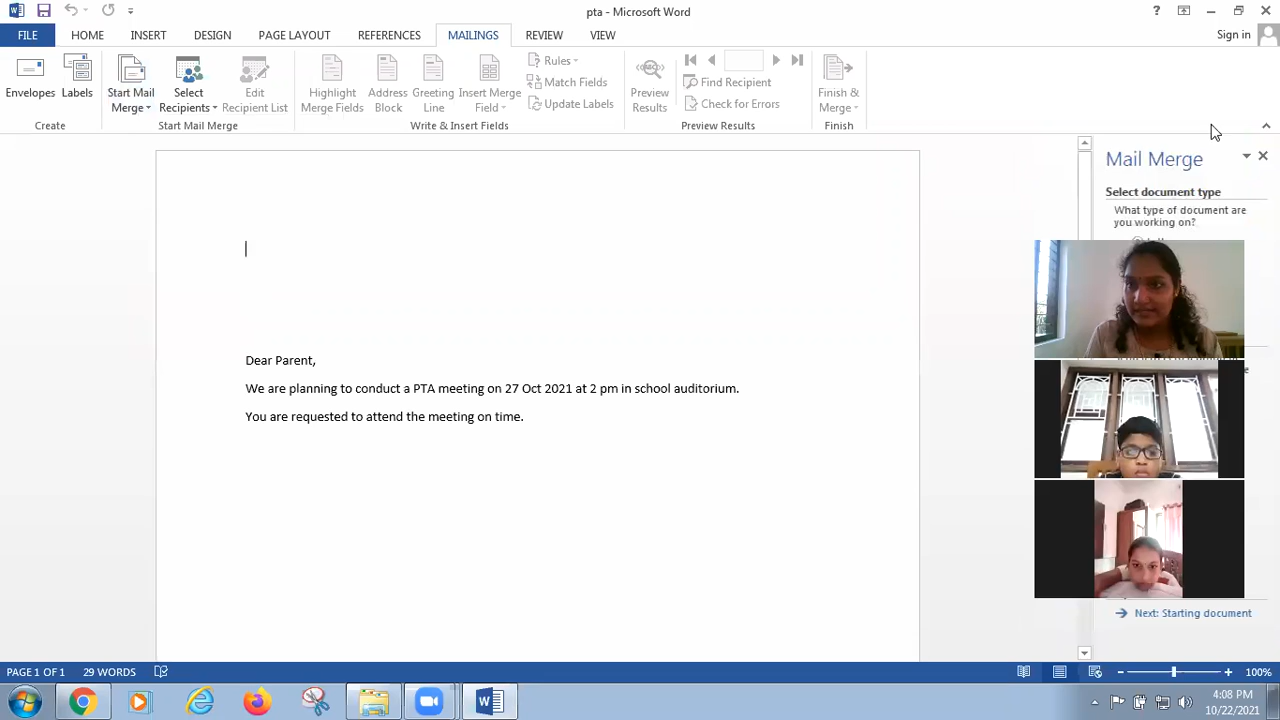 pta - Microsoft Word
FILE HOME INSERT DESIGN PAGE LAYOUT REFERENCES MAILINGS REVIEW VIEW Sign in
Envelopes
Labels
Start Mail Merge
Select Recipients
Edit Recipient List
Highlight Merge Fields
Address Block
Greeting Line
Insert Merge Field
Rules
Match Fields
Update Labels
Preview Results
Find Recipient
Check for Errors
Finish & Merge
Create Start Mail Merge Write & Insert Fields Preview Results Finish
Mail Merge
Select document type
What type of document are
you working on?
Dear Parent,
We are planning to conduct a PTA meeting on 27 Oct 2021 at 2 pm in school auditorium.
You are requested to attend the meeting on time.
Next: Starting document
PAGE 1 OF 1 29 WORDS 100%
4:08 PM
10/22/2021